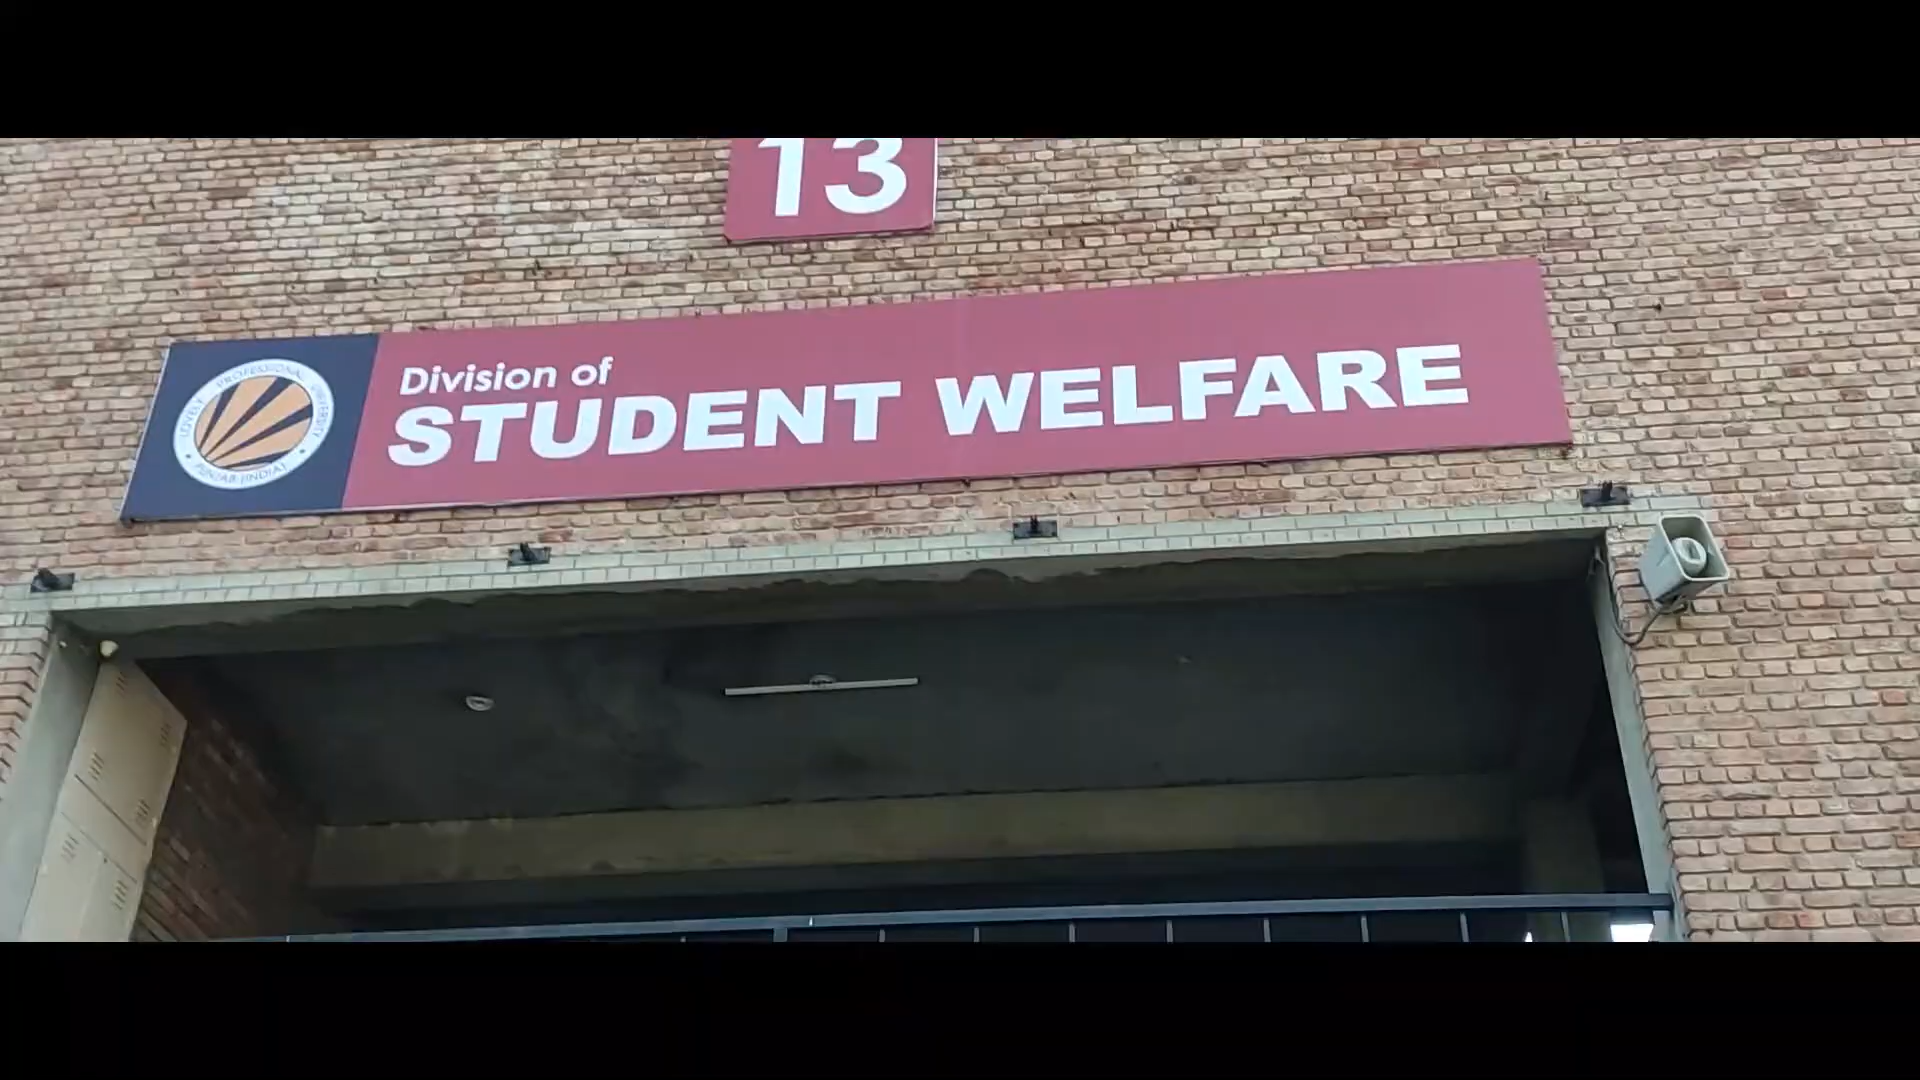 13
LOVELY PROFESSIONAL UNIVERSITY
PUNJAB (INDIA)
Division of
STUDENT WELFARE